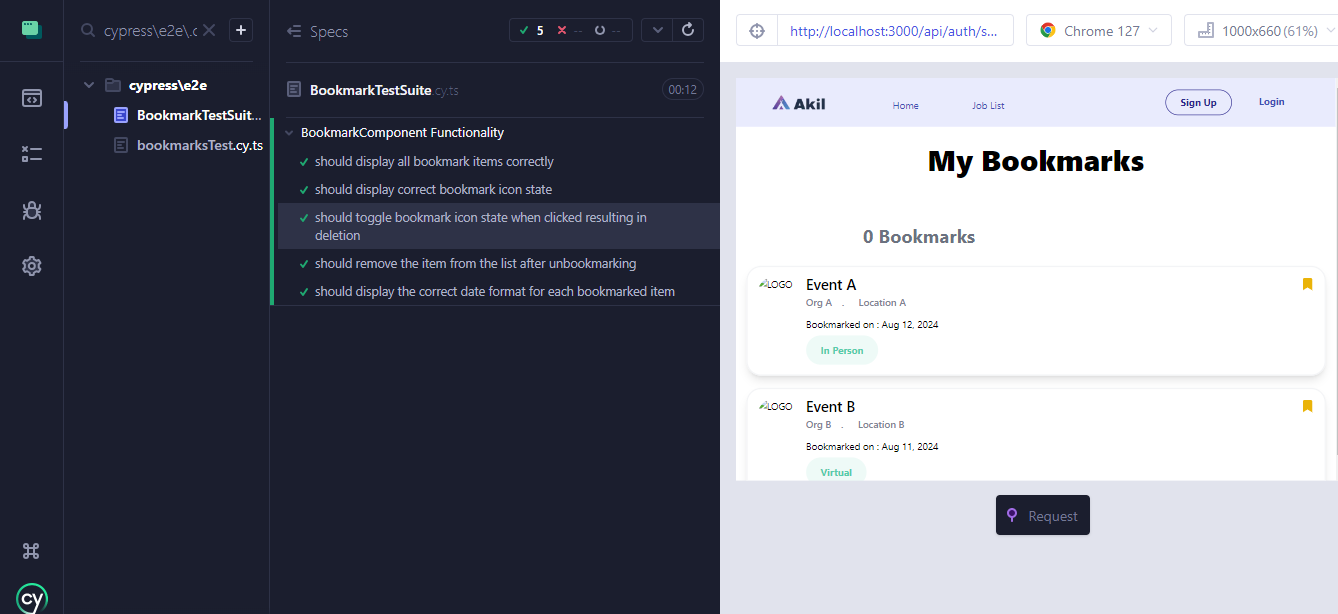 cypress\e2e\.c
cypress\e2e
BookmarkTestSuit...
bookmarksTest.cy.ts
Specs
5
--
--
BookmarkTestSuite cy.ts
00:12
BookmarkComponent Functionality
should display all bookmark items correctly
should display correct bookmark icon state
should toggle bookmark icon state when clicked resulting in
deletion
should remove the item from the list after unbookmarking
should display the correct date format for each bookmarked item
cy
http://localhost:3000/api/auth/s...
Chrome 127
1000x660 (61%)
Akil
Home
Job List
Sign Up
Login
My Bookmarks
0 Bookmarks
LOGO
Event A
Org A . Location A
Bookmarked on : Aug 12, 2024
In Person
LOGO
Event B
Org B . Location B
Bookmarked on : Aug 11, 2024
Virtual
Request